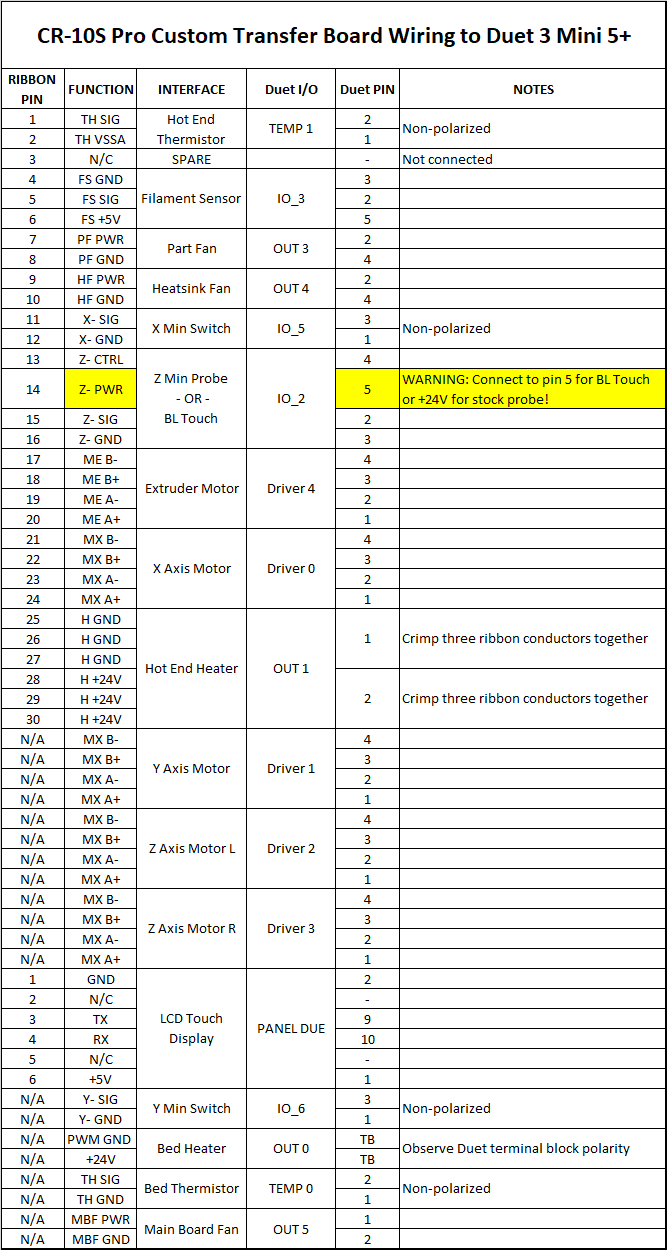 CR-10S Pro Custom Transfer Board Wiring to Duet 3 Mini 5+
RIBBON PIN FUNCTION INTERFACE Duet I/O Duet PIN NOTES
1 TH SIG Hot End Thermistor TEMP 1 2 Non-polarized
2 TH VSSA 1
3 N/C SPARE - Not connected
4 FS GND Filament Sensor IO_3 3
5 FS SIG 2
6 FS +5V 5
7 PF PWR Part Fan OUT 3 2
8 PF GND 4
9 HF PWR Heatsink Fan OUT 4 2
10 HF GND 4
11 X- SIG X Min Switch IO_5 3 Non-polarized
12 X- GND 1
13 Z- CTRL Z Min Probe - OR - BL Touch IO_2 4
14 Z- PWR 5 WARNING: Connect to pin 5 for BL Touch or +24V for stock probe!
15 Z- SIG 2
16 Z- GND 3
17 ME B- Extruder Motor Driver 4 4
18 ME B+ 3
19 ME A- 2
20 ME A+ 1
21 MX B- X Axis Motor Driver 0 4
22 MX B+ 3
23 MX A- 2
24 MX A+ 1
25 H GND Hot End Heater OUT 1 1 Crimp three ribbon conductors together
26 H GND
27 H GND
28 H +24V 2 Crimp three ribbon conductors together
29 H +24V
30 H +24V
N/A MX B- Y Axis Motor Driver 1 4
N/A MX B+ 3
N/A MX A- 2
N/A MX A+ 1
N/A MX B- Z Axis Motor L Driver 2 4
N/A MX B+ 3
N/A MX A- 2
N/A MX A+ 1
N/A MX B- Z Axis Motor R Driver 3 4
N/A MX B+ 3
N/A MX A- 2
N/A MX A+ 1
1 GND LCD Touch Display PANEL DUE 2
2 N/C -
3 TX 9
4 RX 10
5 N/C -
6 +5V 1
N/A Y- SIG Y Min Switch IO_6 3 Non-polarized
N/A Y- GND 1
N/A PWM GND Bed Heater OUT 0 TB Observe Duet terminal block polarity
N/A +24V TB
N/A TH SIG Bed Thermistor TEMP 0 2 Non-polarized
N/A TH GND 1
N/A MBF PWR Main Board Fan OUT 5 1
N/A MBF GND 2